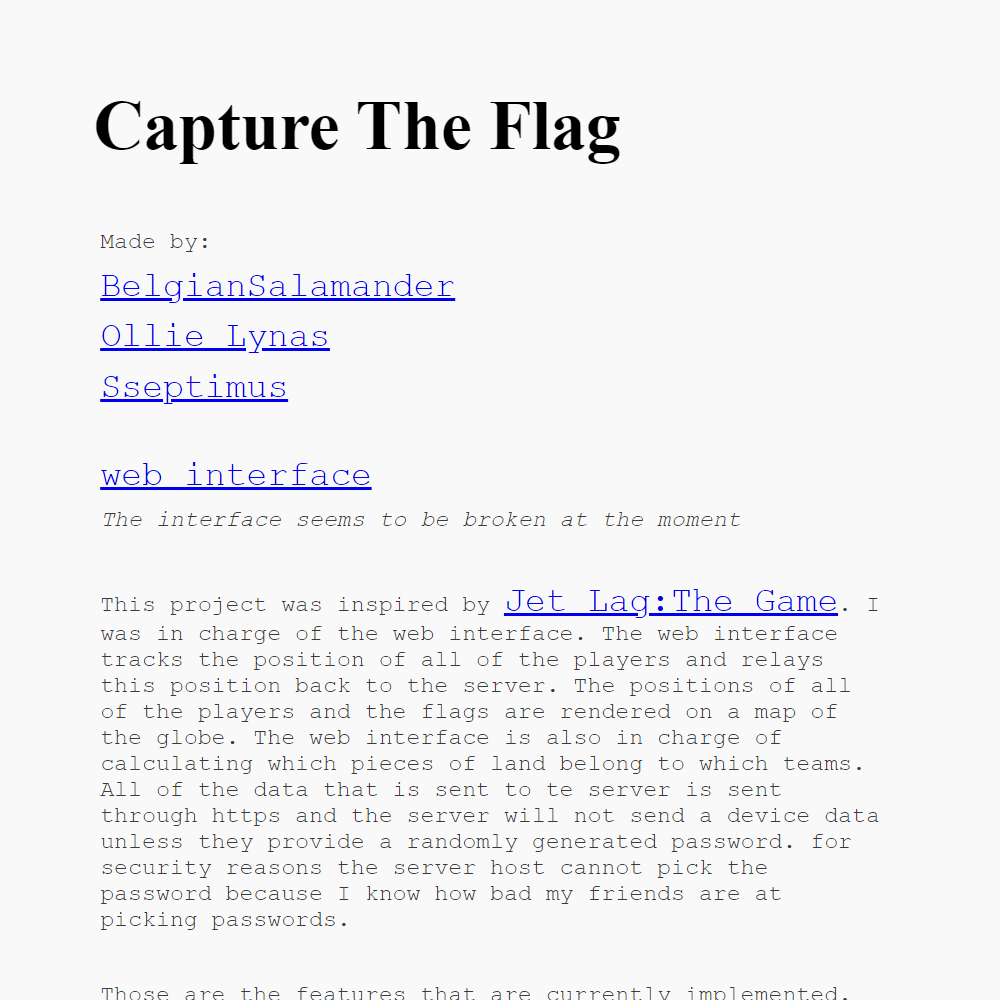 Capture The Flag
Made by:
BelgianSalamander
Ollie Lynas
Sseptimus
web interface
The interface seems to be broken at the moment
This project was inspired by Jet Lag:The Game. I
was in charge of the web interface. The web interface
tracks the position of all of the players and relays
this position back to the server. The positions of all
of the players and the flags are rendered on a map of
the globe. The web interface is also in charge of
calculating which pieces of land belong to which teams.
All of the data that is sent to te server is sent
through https and the server will not send a device data
unless they provide a randomly generated password. for
security reasons the server host cannot pick the
password because I know how bad my friends are at
picking passwords.
Those are the features that are currently implemented.